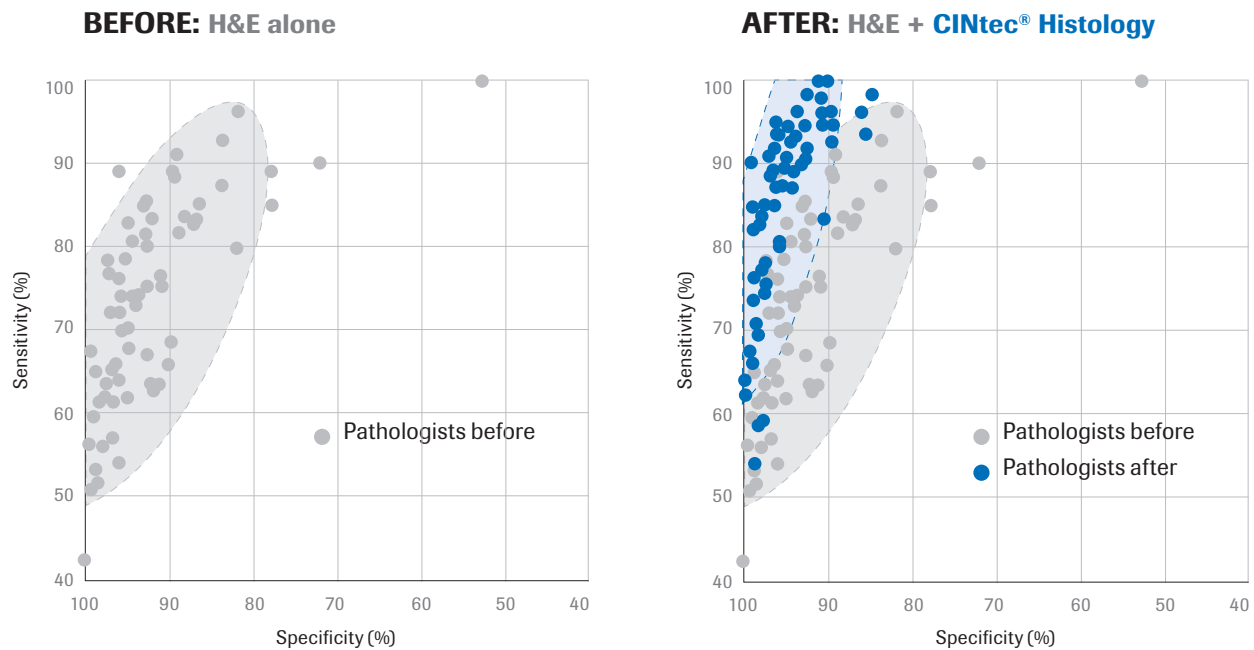 BEFORE: H&E alone
100
90
80
70
60
50
40
Sensitivity (%)
Pathologists before
100 90 80 70 60 50 40
Specificity (%)
AFTER: H&E + CINtec® Histology
100
90
80
70
60
50
40
Sensitivity (%)
Pathologists before
Pathologists after
100 90 80 70 60 50 40
Specificity (%)